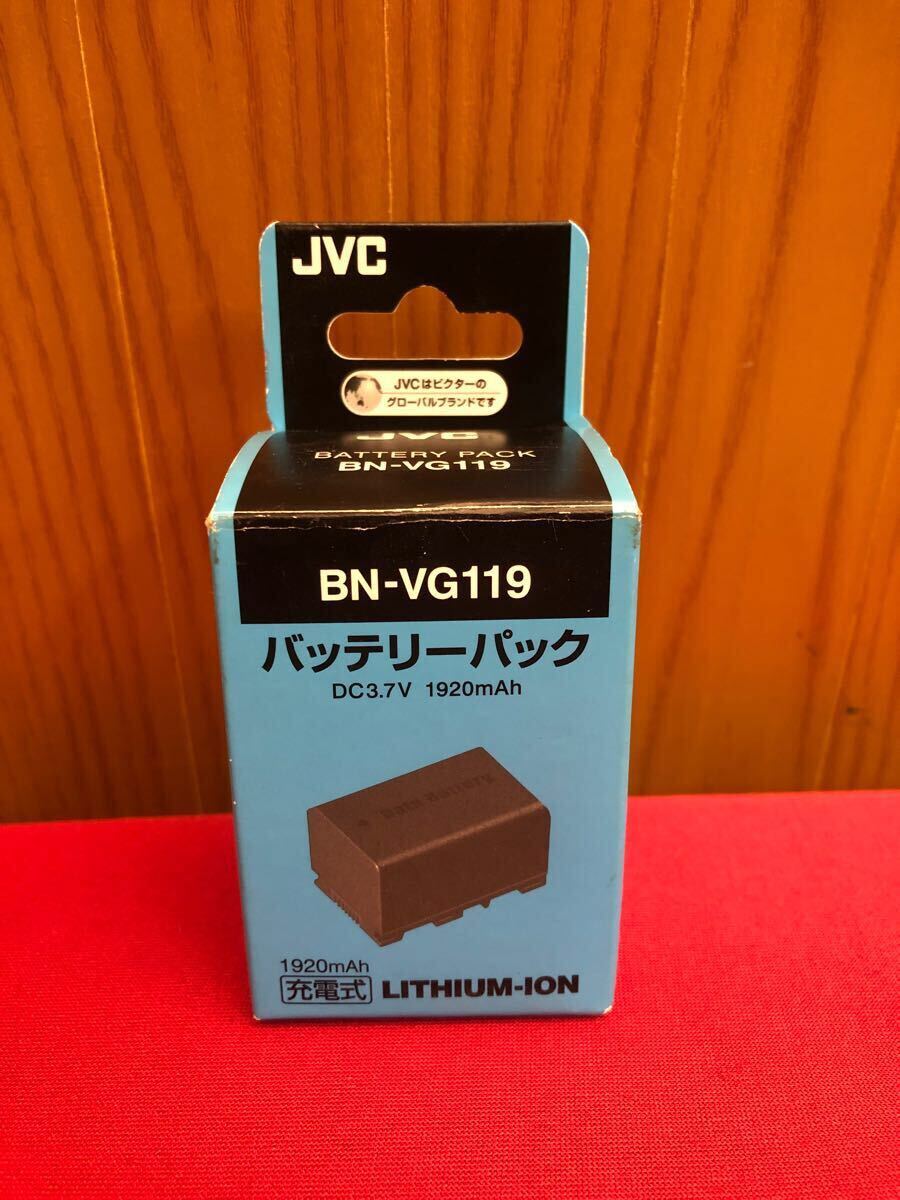 JVC
JVCはビクターの
グローバルブランドです
JVC
BATTERY PACK
BN-VG119
BN-VG119
バッテリーパック
DC3.7V 1920mAh
Data Battery
1920mAh
充電式 LITHIUM-ION